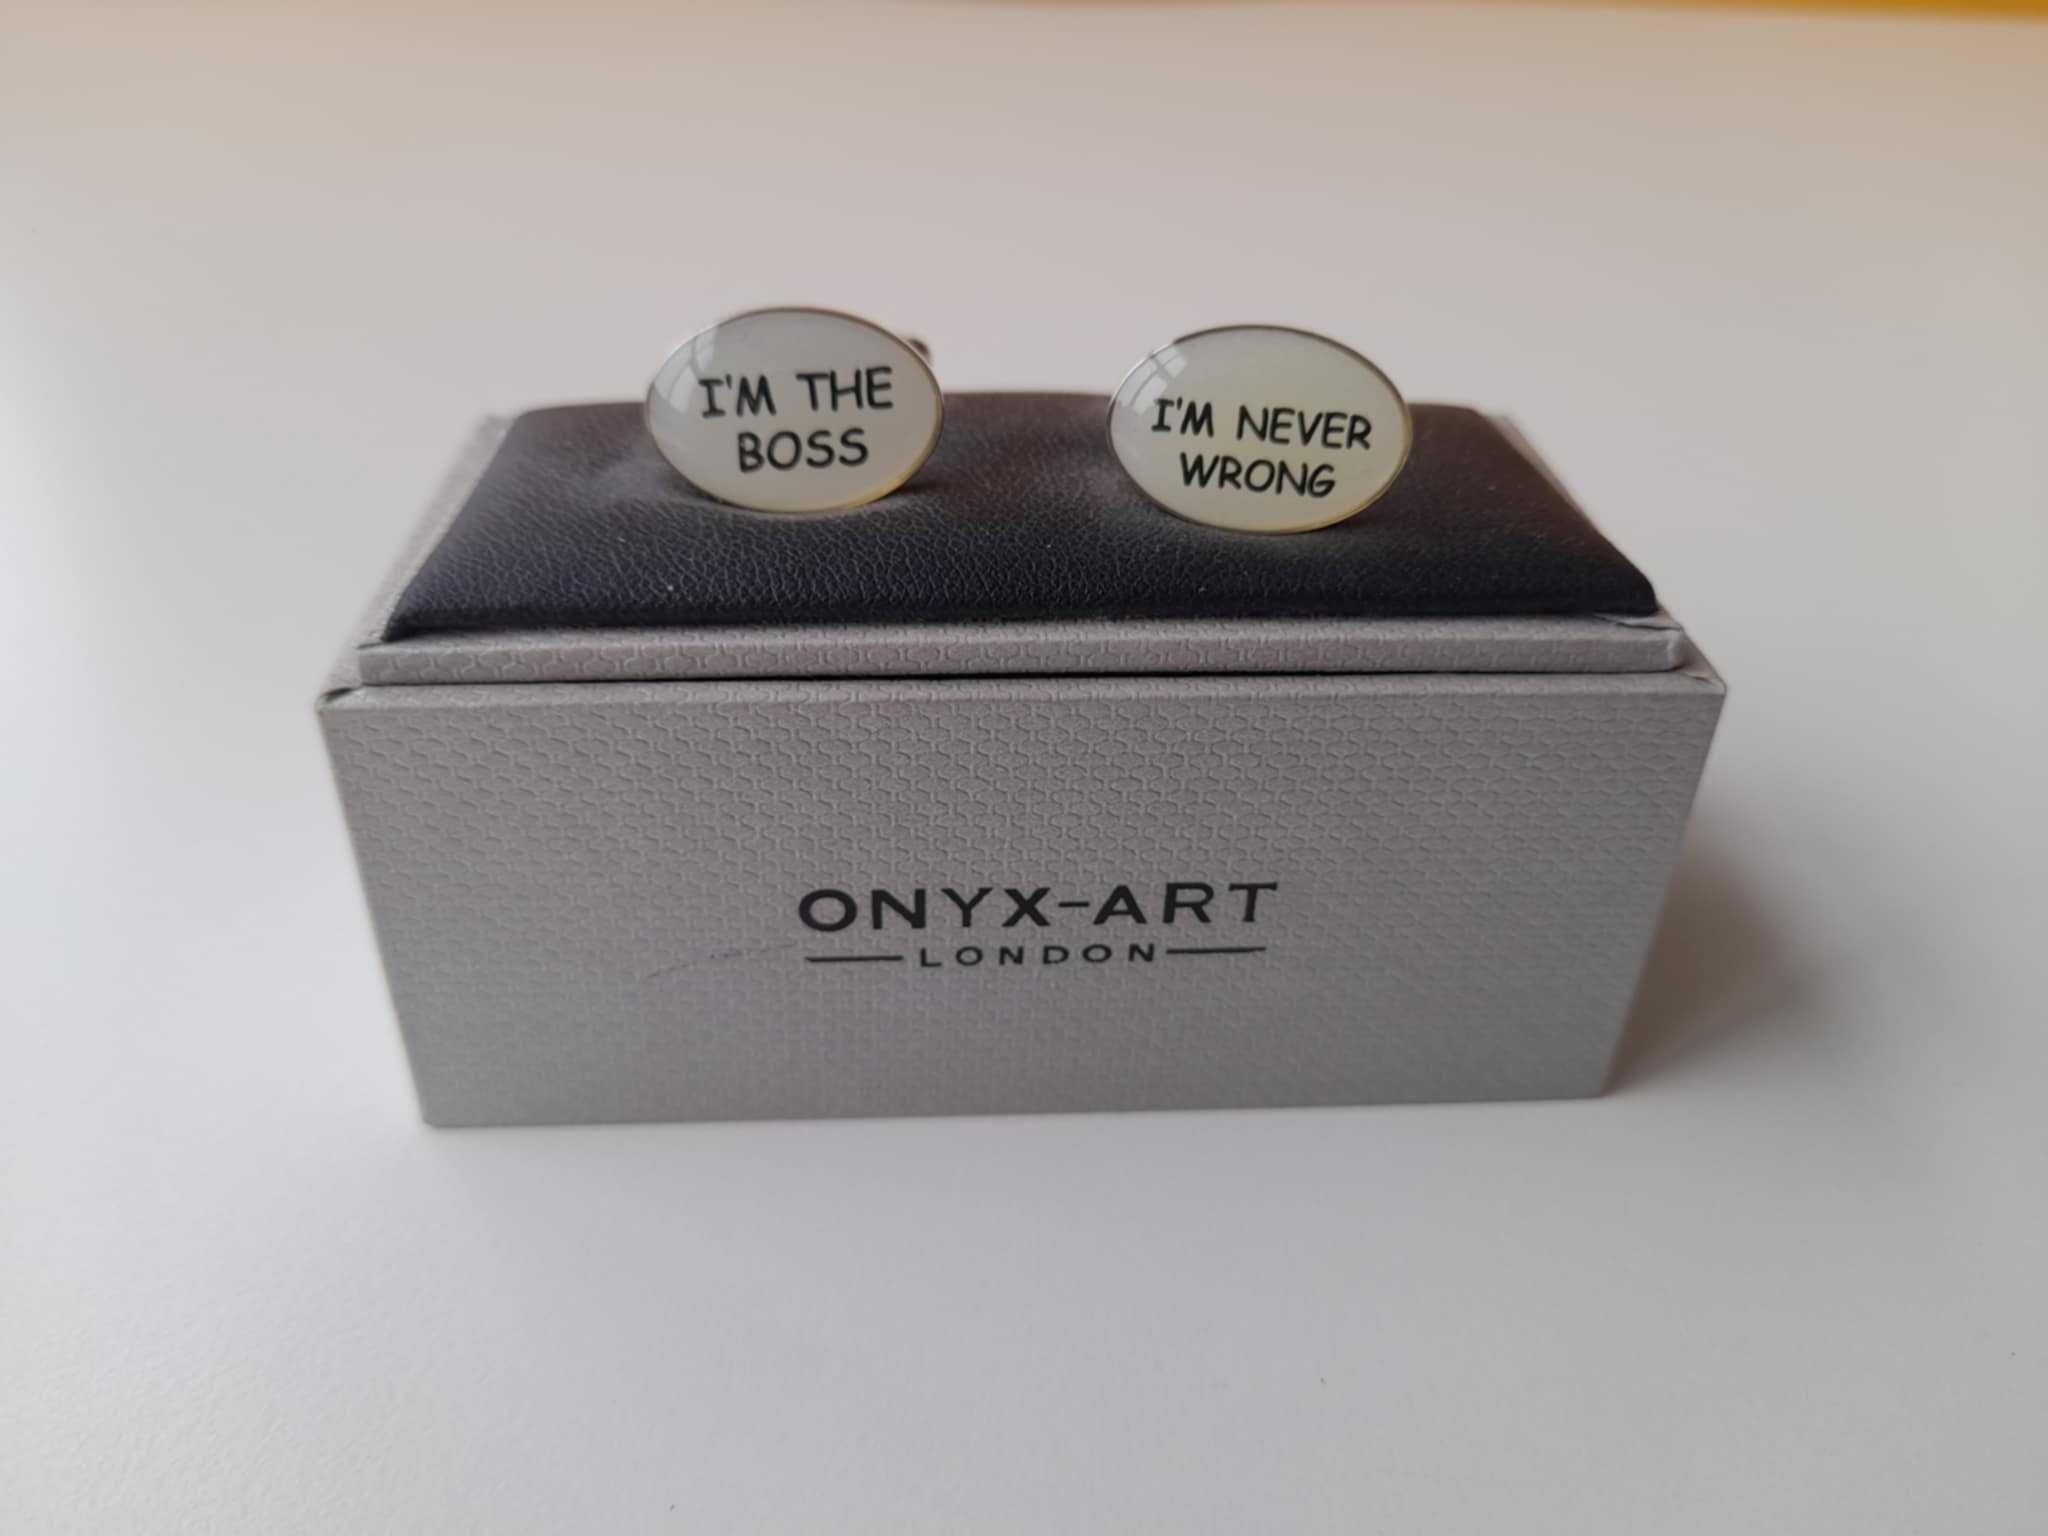 I'M THE
BOSS
I'M NEVER
WRONG
ONYX-ART
LONDON